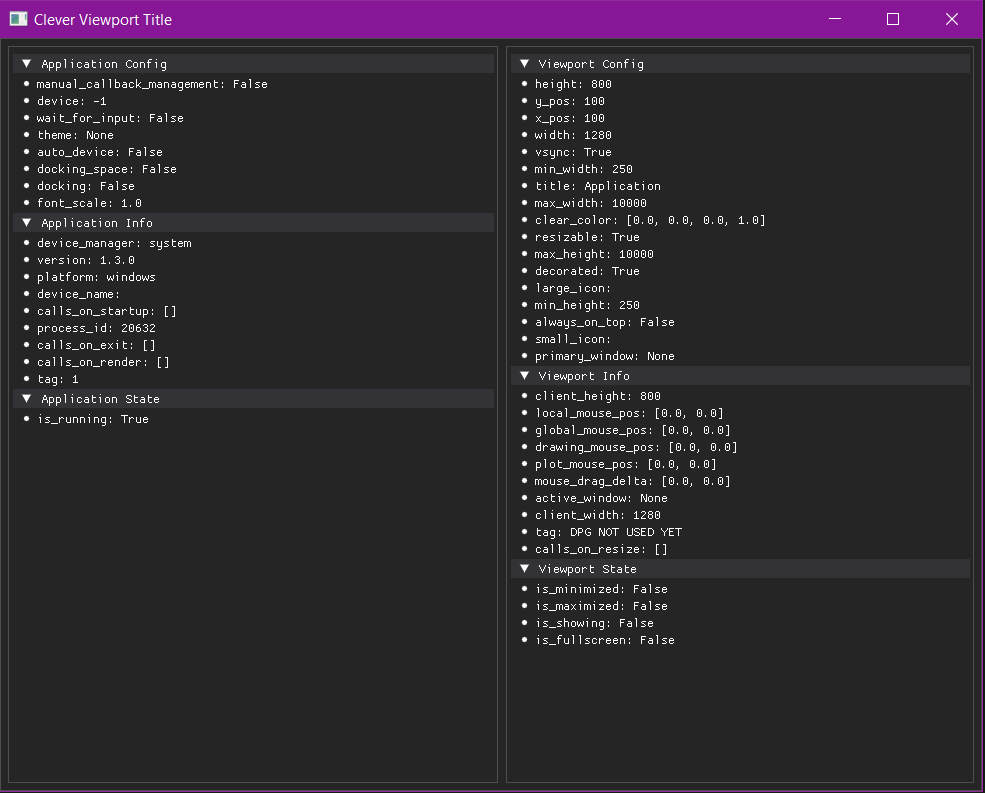 Clever Viewport Title
Application Config
manual_callback_management: False
device: -1
wait_for_input: False
theme: None
auto_device: False
docking_space: False
docking: False
font_scale: 1.0
Application Info
device_manager: system
version: 1.3.0
platform: windows
device_name:
calls_on_startup: []
process_id: 20632
calls_on_exit: []
calls_on_render: []
tag: 1
Application State
is_running: True
Viewport Config
height: 800
y_pos: 100
x_pos: 100
width: 1280
vsync: True
min_width: 250
title: Application
max_width: 10000
clear_color: [0.0, 0.0, 0.0, 1.0]
resizable: True
max_height: 10000
decorated: True
large_icon:
min_height: 250
always_on_top: False
small_icon:
primary_window: None
Viewport Info
client_height: 800
local_mouse_pos: [0.0, 0.0]
global_mouse_pos: [0.0, 0.0]
drawing_mouse_pos: [0.0, 0.0]
plot_mouse_pos: [0.0, 0.0]
mouse_drag_delta: [0.0, 0.0]
active_window: None
client_width: 1280
tag: DPG NOT USED YET
calls_on_resize: []
Viewport State
is_minimized: False
is_maximized: False
is_showing: False
is_fullscreen: False